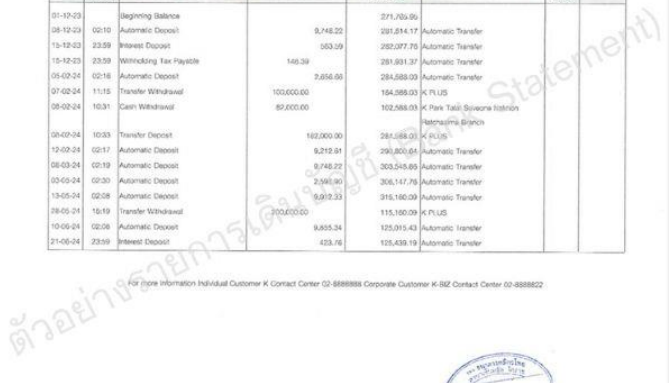 01-12-23 Beginning Balance 271,765.95
08-12-23 02:10 Automatic Deposit 9,748.22 281,514.17 Automatic Transfer
15-12-23 23:59 Interest Deposit 563.59 282,077.76 Automatic Transfer
15-12-23 23:59 Withholding Tax Payable 146.39 281,931.37 Automatic Transfer
05-02-24 02:16 Automatic Deposit 2,656.66 284,588.03 Automatic Transfer
07-02-24 11:15 Transfer Withdrawal 100,000.00 184,588.03 K PLUS
08-02-24 10:31 Cash Withdrawal 82,000.00 102,588.03 K Park Nakhon
Ratchasima Branch
08-02-24 10:33 Transfer Deposit 182,000.00 284,588.03 K PLUS
12-02-24 02:17 Automatic Deposit 9,212.61 293,800.64 Automatic Transfer
08-03-24 02:19 Automatic Deposit 9,748.22 Automatic Transfer
03-05-24 02:30 Automatic Deposit 2,598.90 306,147.76 Automatic Transfer
13-05-24 02:08 Automatic Deposit 9,012.33 315,160.09 Automatic Transfer
28-05-24 Transfer Withdrawal 200,000.00 115,160.09 K PLUS
10-06-24 02:08 Automatic Deposit 9,855.34 125,015.43 Automatic Transfer
21-06-24 23:59 Interest Deposit 423.76 125,439.19 Automatic Transfer
ตัวอย่างรายการเดินบัญชี (Bank Statement)
For more Information Individual Customer K Contact Center 02-8888888 Corporate Customer K-BIZ Contact Center 02-8888822